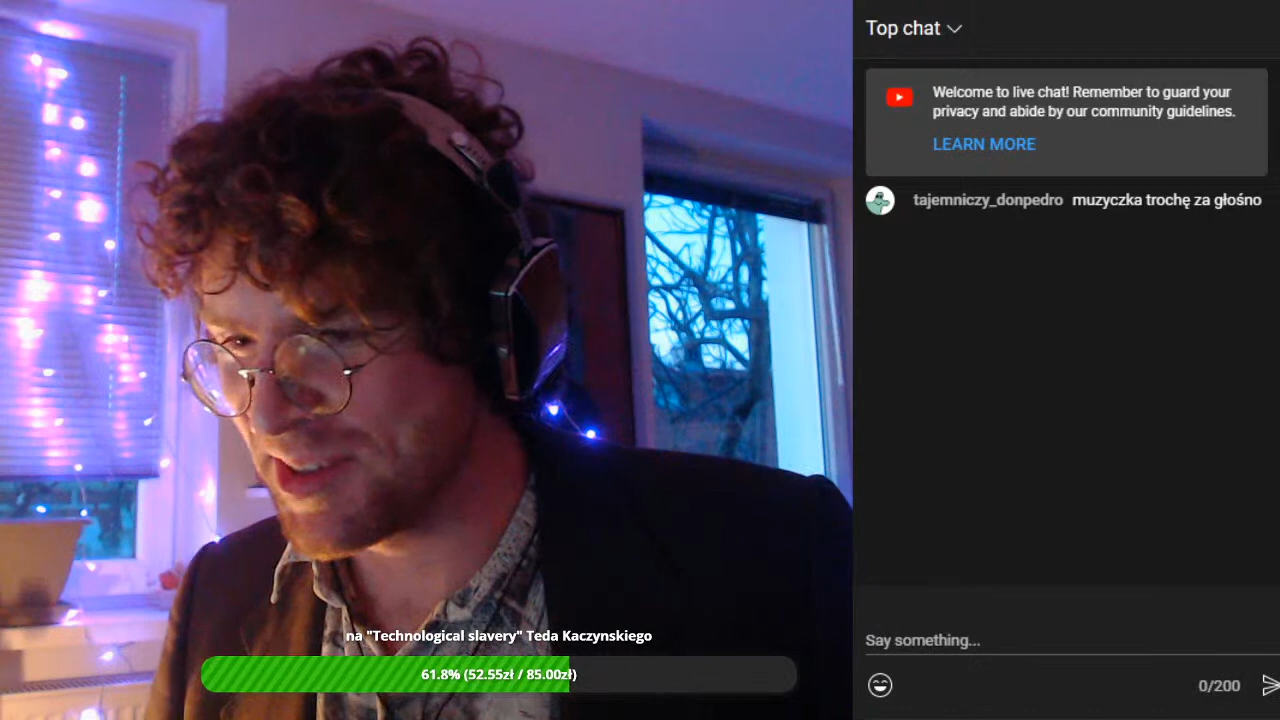 Top chat
Welcome to live chat! Remember to guard your
privacy and abide by our community guidelines.
LEARN MORE
tajemniczy_donpedro muzyczka trochę za głośno
na "Technological slavery" Teda Kaczynskiego
61.8% (52.55zł / 85.00zł)
Say something...
0/200